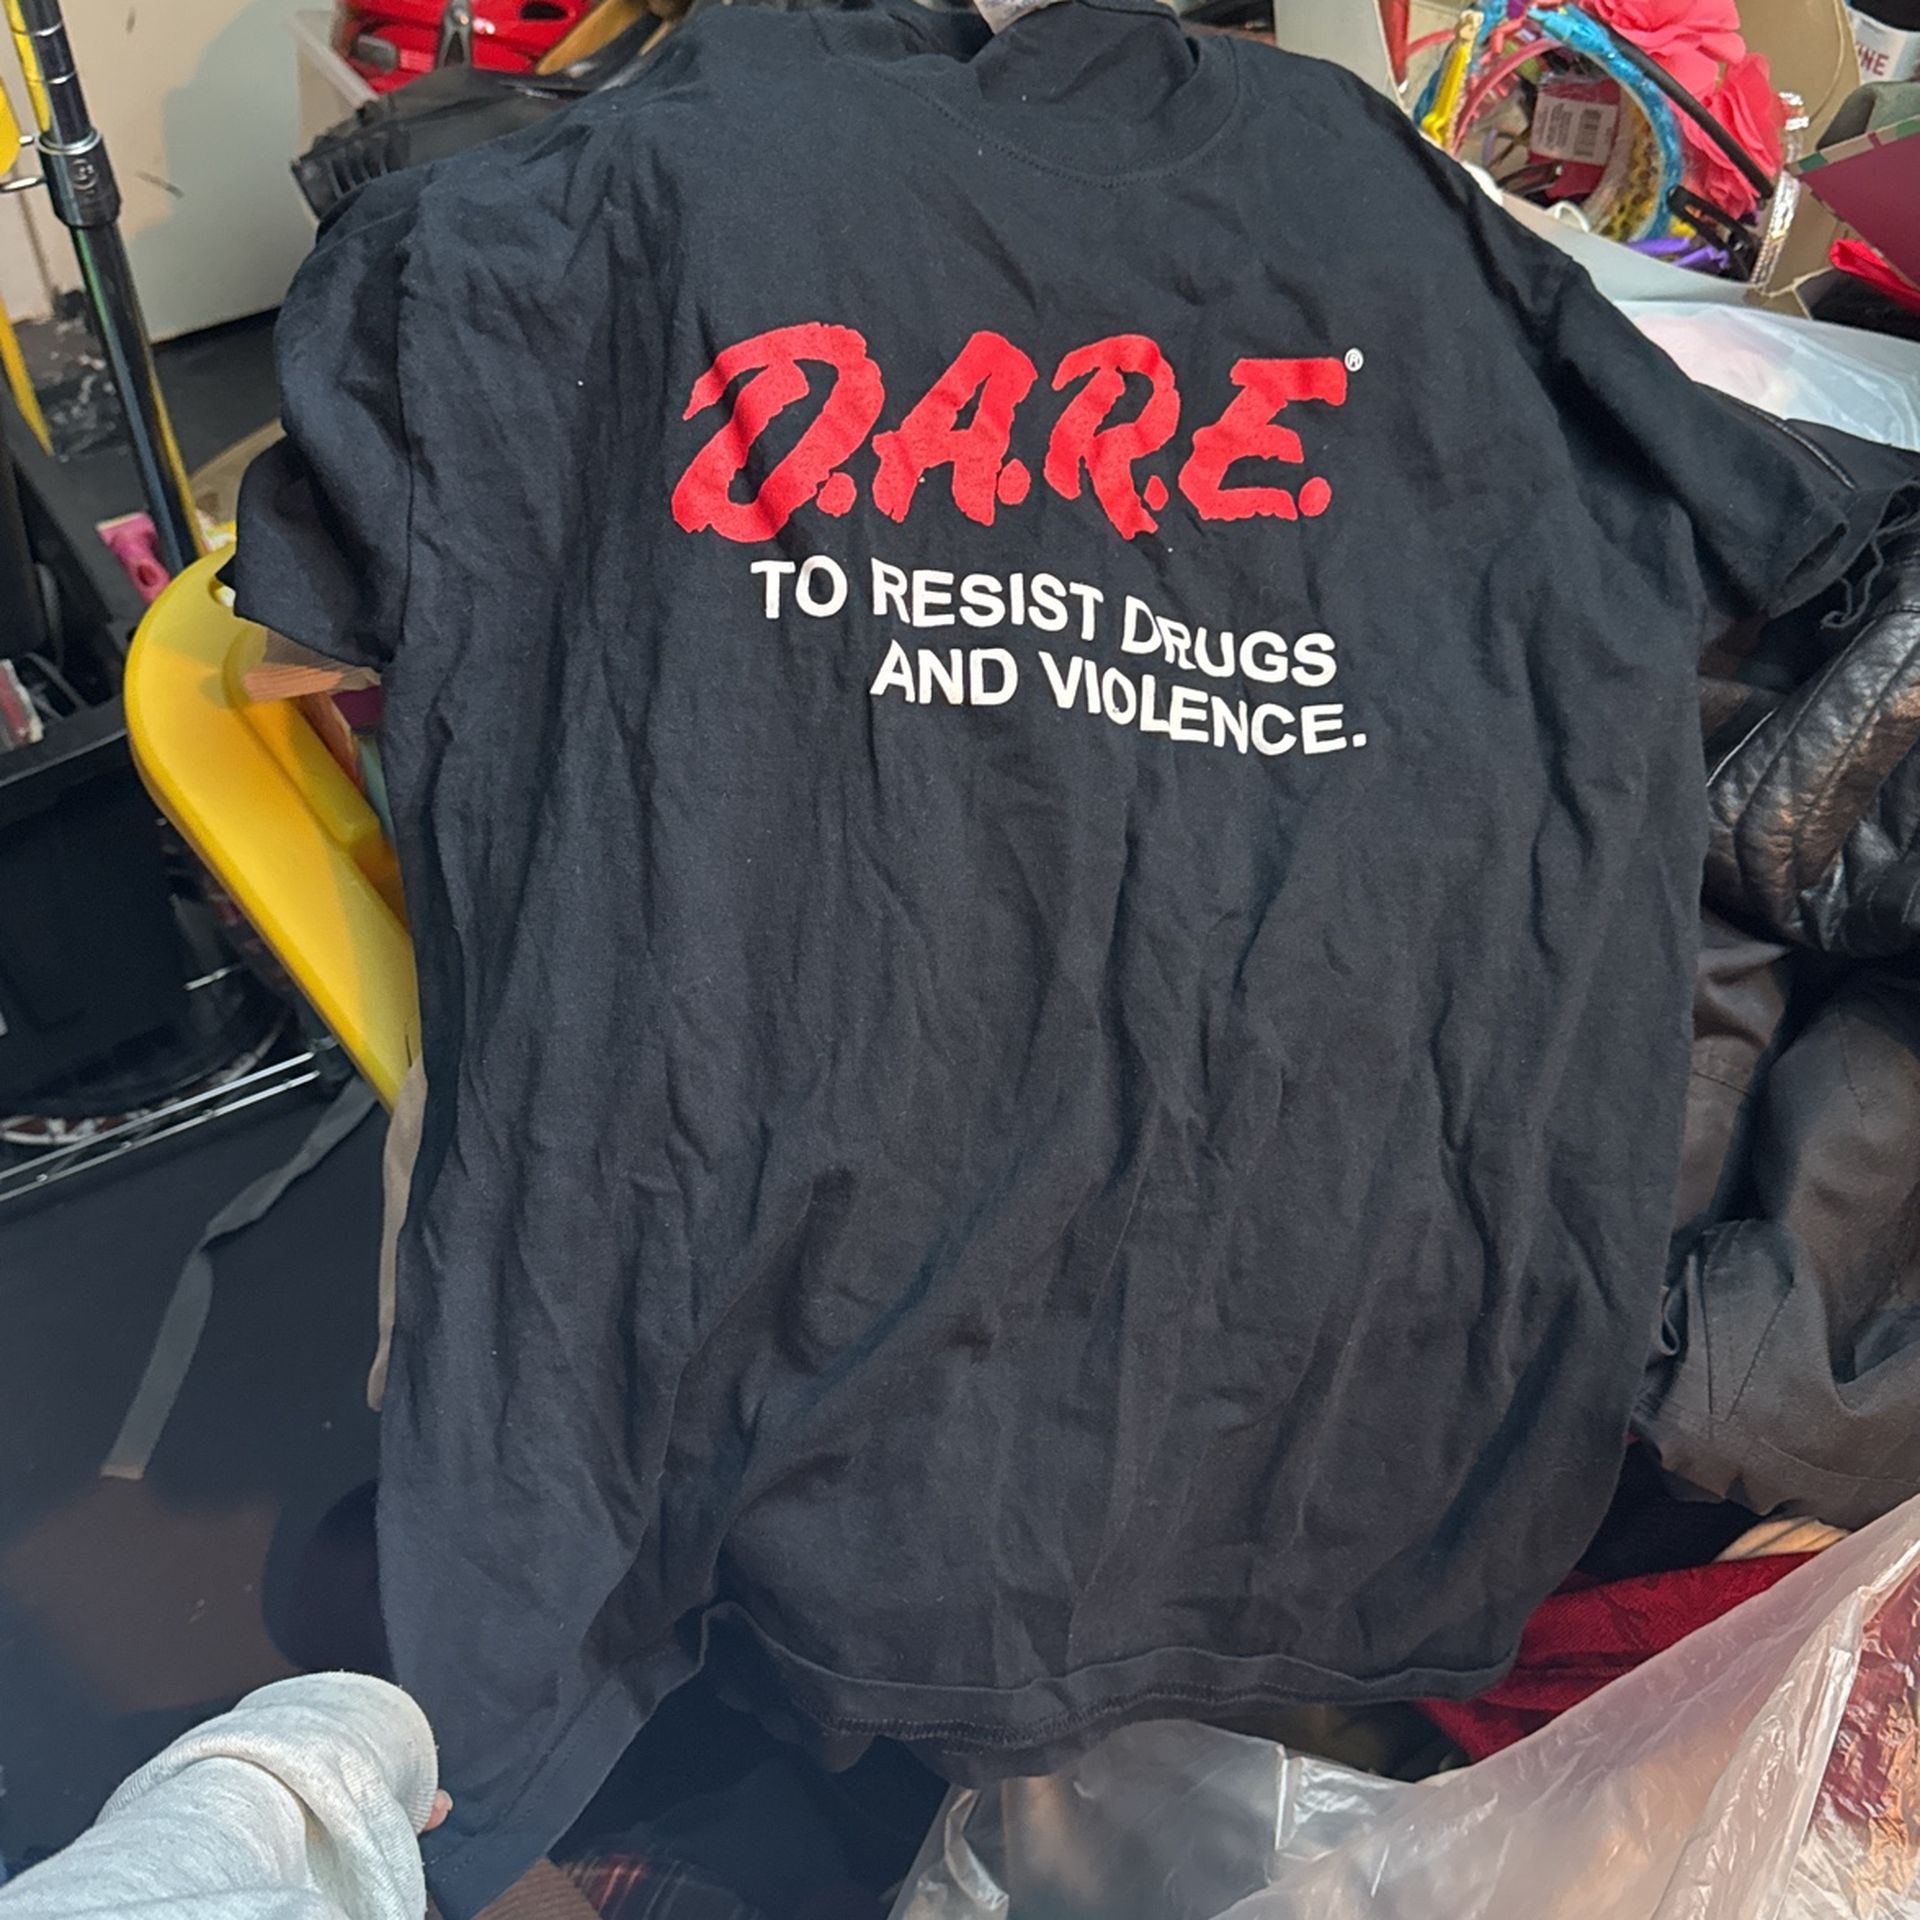 D.A.R.E.®
TO RESIST DRUGS
AND VIOLENCE.